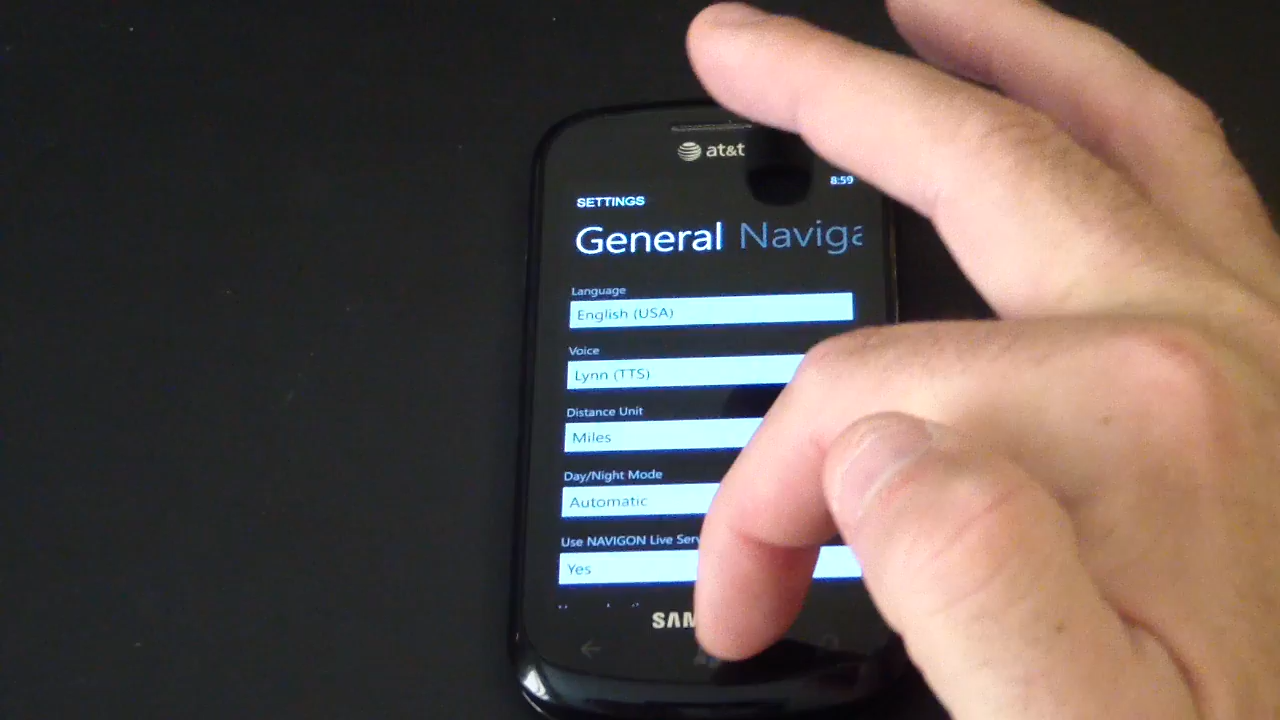 at&t
8:59
SETTINGS
General Naviga
Language
English (USA)
Voice
Lynn (TTS)
Distance Unit
Miles
Day/Night Mode
Automatic
Use NAVIGON Live Serv
Yes
SAM